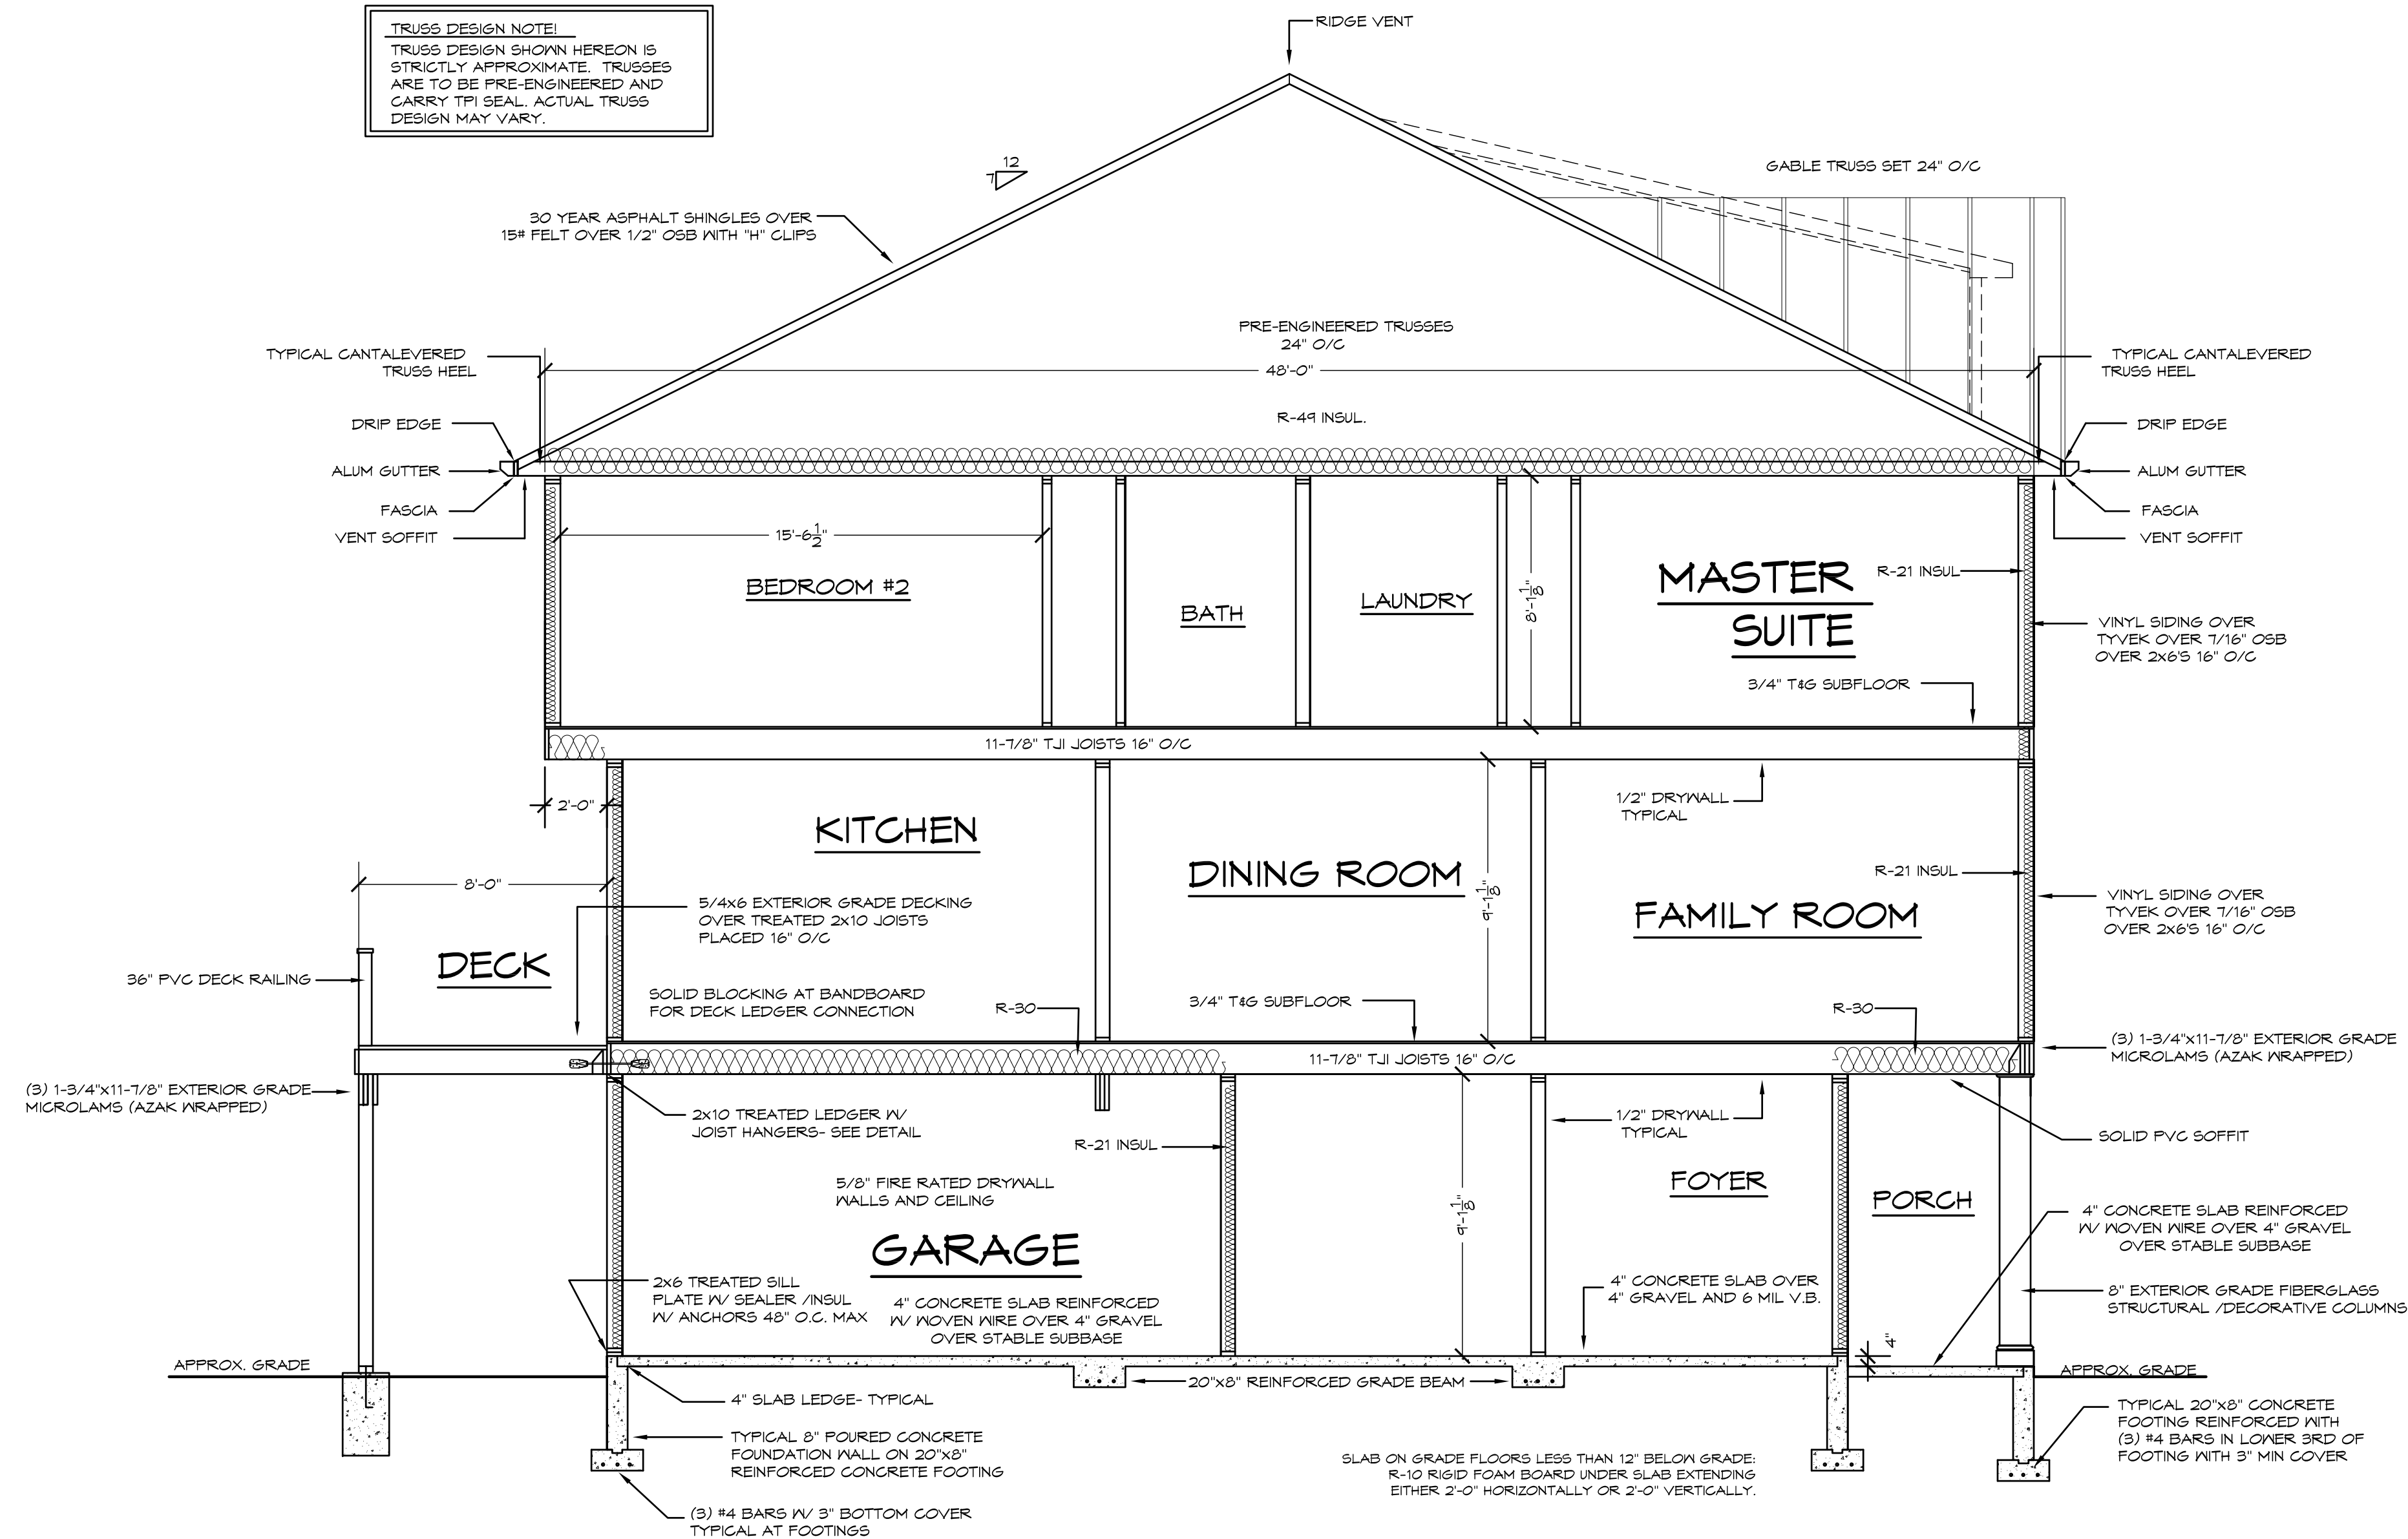 TRUSS DESIGN NOTE!
TRUSS DESIGN SHOWN HEREON IS
STRICTLY APPROXIMATE. TRUSSES
ARE TO BE PRE-ENGINEERED AND
CARRY TPI SEAL. ACTUAL TRUSS
DESIGN MAY VARY.
RIDGE VENT
12
7
GABLE TRUSS SET 24" O/C
30 YEAR ASPHALT SHINGLES OVER
15# FELT OVER 1/2" OSB WITH "H" CLIPS
PRE-ENGINEERED TRUSSES
24" O/C
48'-0"
TYPICAL CANTALEVERED
TRUSS HEEL
TYPICAL CANTALEVERED
TRUSS HEEL
R-49 INSUL.
DRIP EDGE
DRIP EDGE
ALUM GUTTER
ALUM GUTTER
FASCIA
FASCIA
VENT SOFFIT
VENT SOFFIT
15'-6 1/2"
BEDROOM #2
BATH
LAUNDRY
8'-1 1/8"
MASTER
SUITE
R-21 INSUL
VINYL SIDING OVER
TYVEK OVER 7/16" OSB
OVER 2x6'S 16" O/C
3/4" T&G SUBFLOOR
11-7/8" TJI JOISTS 16" O/C
2'-0"
1/2" DRYWALL
TYPICAL
KITCHEN
DINING ROOM
9'-1 1/8"
FAMILY ROOM
R-21 INSUL
VINYL SIDING OVER
TYVEK OVER 7/16" OSB
OVER 2x6'S 16" O/C
8'-0"
5/4x6 EXTERIOR GRADE DECKING
OVER TREATED 2x10 JOISTS
PLACED 16" O/C
DECK
36" PVC DECK RAILING
SOLID BLOCKING AT BANDBOARD
FOR DECK LEDGER CONNECTION
R-30
3/4" T&G SUBFLOOR
R-30
(3) 1-3/4"x11-7/8" EXTERIOR GRADE
MICROLAMS (AZAK WRAPPED)
11-7/8" TJI JOISTS 16" O/C
(3) 1-3/4"x11-7/8" EXTERIOR GRADE
MICROLAMS (AZAK WRAPPED)
2x10 TREATED LEDGER W/
JOIST HANGERS- SEE DETAIL
R-21 INSUL
1/2" DRYWALL
TYPICAL
SOLID PVC SOFFIT
5/8" FIRE RATED DRYWALL
WALLS AND CEILING
9'-1 1/8"
FOYER
PORCH
GARAGE
4" CONCRETE SLAB REINFORCED
W/ WOVEN WIRE OVER 4" GRAVEL
OVER STABLE SUBBASE
2x6 TREATED SILL
PLATE W/ SEALER /INSUL
W/ ANCHORS 48" O.C. MAX
4" CONCRETE SLAB REINFORCED
W/ WOVEN WIRE OVER 4" GRAVEL
OVER STABLE SUBBASE
4" CONCRETE SLAB OVER
4" GRAVEL AND 6 MIL V.B.
8" EXTERIOR GRADE FIBERGLASS
STRUCTURAL /DECORATIVE COLUMNS
4"
APPROX. GRADE
APPROX. GRADE
20"x8" REINFORCED GRADE BEAM
4" SLAB LEDGE- TYPICAL
TYPICAL 8" POURED CONCRETE
FOUNDATION WALL ON 20"x8"
REINFORCED CONCRETE FOOTING
TYPICAL 20"x8" CONCRETE
FOOTING REINFORCED WITH
(3) #4 BARS IN LOWER 3RD OF
FOOTING WITH 3" MIN COVER
SLAB ON GRADE FLOORS LESS THAN 12" BELOW GRADE:
R-10 RIGID FOAM BOARD UNDER SLAB EXTENDING
EITHER 2'-0" HORIZONTALLY OR 2'-0" VERTICALLY.
(3) #4 BARS W/ 3" BOTTOM COVER
TYPICAL AT FOOTINGS